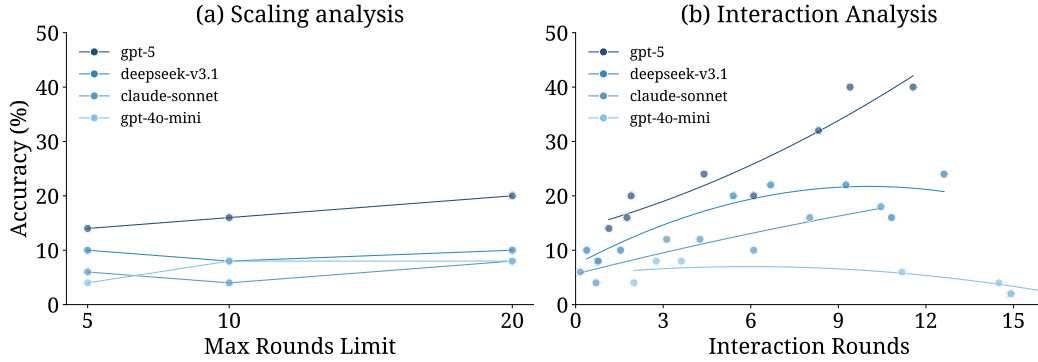 (a) Scaling analysis
50
40
30
20
10
0
Accuracy (%)
gpt-5
deepseek-v3.1
claude-sonnet
gpt-4o-mini
5 10 20
Max Rounds Limit
(b) Interaction Analysis
50
40
30
20
10
0
gpt-5
deepseek-v3.1
claude-sonnet
gpt-4o-mini
0 3 6 9 12 15
Interaction Rounds